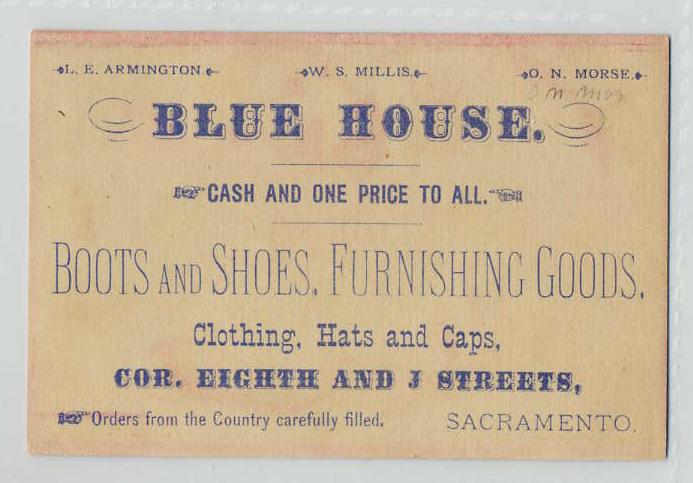 L. E. ARMINGTON. W. S. MILLIS. O. N. MORSE.
BLUE HOUSE.
CASH AND ONE PRICE TO ALL.
BOOTS AND SHOES, FURNISHING GOODS,
Clothing, Hats and Caps,
COR. EIGHTH AND J STREETS,
Orders from the Country carefully filled. SACRAMENTO.